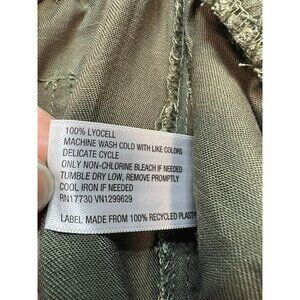 100% LYOCELL
MACHINE WASH COLD WITH LIKE COLORS
DELICATE CYCLE
ONLY NON-CHLORINE BLEACH IF NEEDED
TUMBLE DRY LOW, REMOVE PROMPTLY
COOL IRON IF NEEDED
RN17730 VN1299629
LABEL MADE FROM 100% RECYCLED PLAST